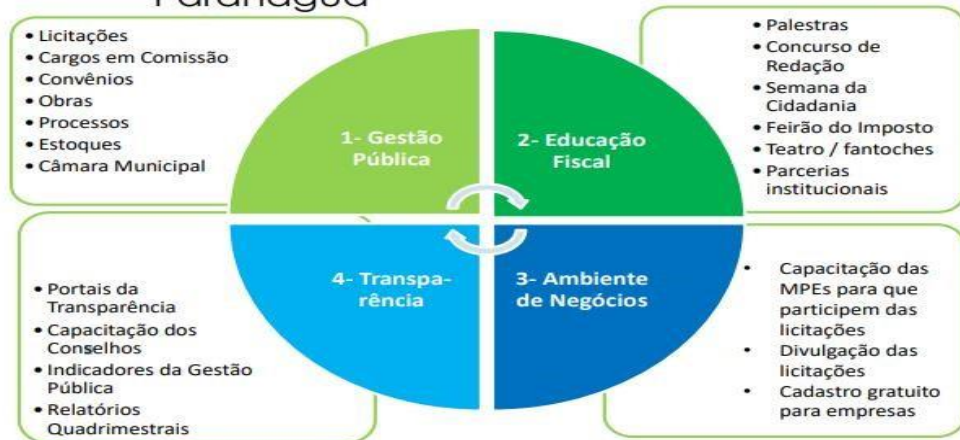 Paranaguá
• Licitações
• Cargos em Comissão
• Convênios
• Obras
• Processos
• Estoques
• Câmara Municipal
1- Gestão
Pública
2- Educação
Fiscal
• Palestras
• Concurso de
Redação
• Semana da
Cidadania
• Feirão do Imposto
• Teatro / fantoches
• Parcerias
institucionais
• Portais da
Transparência
• Capacitação dos
Conselhos
• Indicadores da Gestão
Pública
• Relatórios
Quadrimestrais
4- Transpa-
rência
3- Ambiente
de Negócios
• Capacitação das
MPEs para que
participem das
licitações
• Divulgação das
licitações
• Cadastro gratuito
para empresas